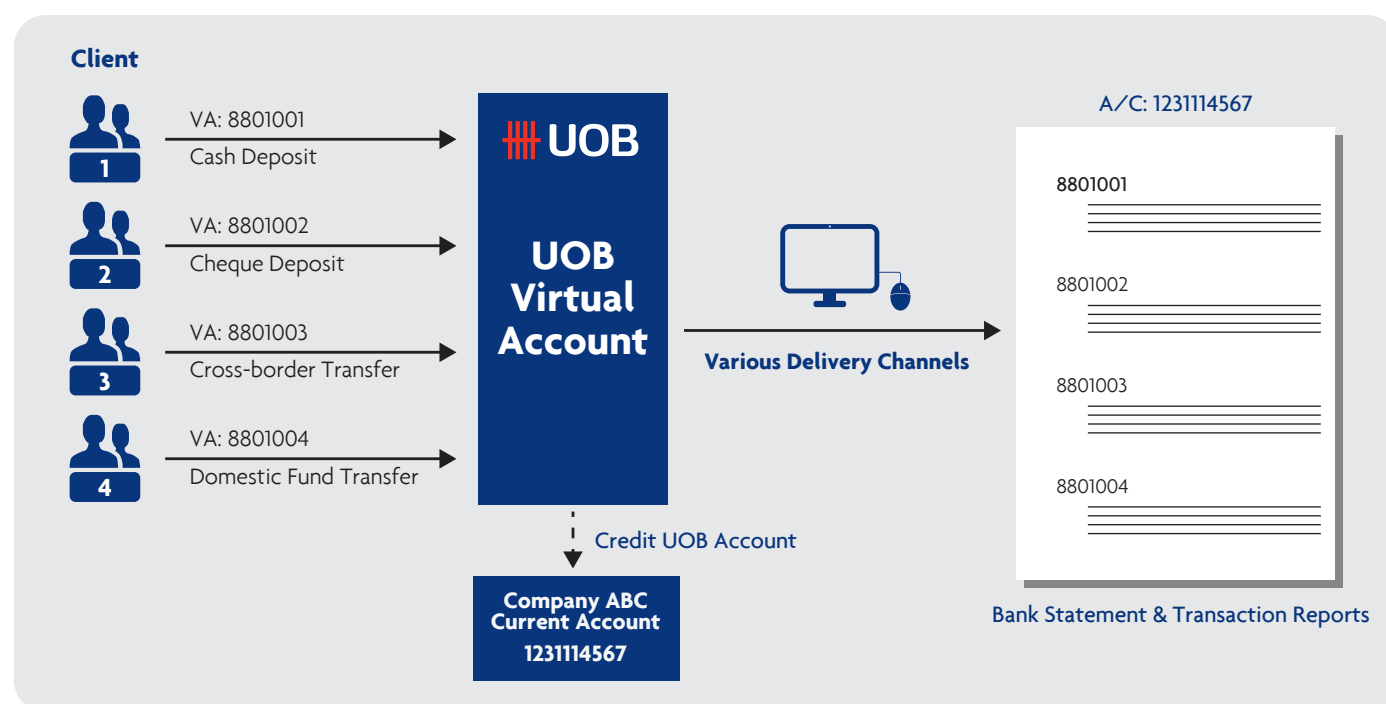 Client
1
VA: 8801001
Cash Deposit
2
VA: 8801002
Cheque Deposit
3
VA: 8801003
Cross-border Transfer
4
VA: 8801004
Domestic Fund Transfer
UOB
UOB
Virtual
Account
Credit UOB Account
Company ABC
Current Account
1231114567
Various Delivery Channels
A/C: 1231114567
8801001
8801002
8801003
8801004
Bank Statement & Transaction Reports